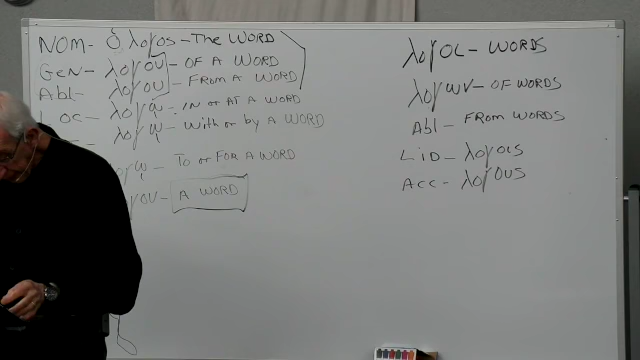 NOM- Ὁ λογος - The WORD
GeN- λογου - OF A WORD
Abl- λογου - FROM A WORD
LOC- λογῳ - IN or AT A WORD
λογῳ - With or by A WORD
ογῳ - To or FOR A WORD
γον - A WORD
λογοι - WORDS
λογων - OF WORDS
Abl - FROM WORDS
LiD - λογοις
Acc - λογους